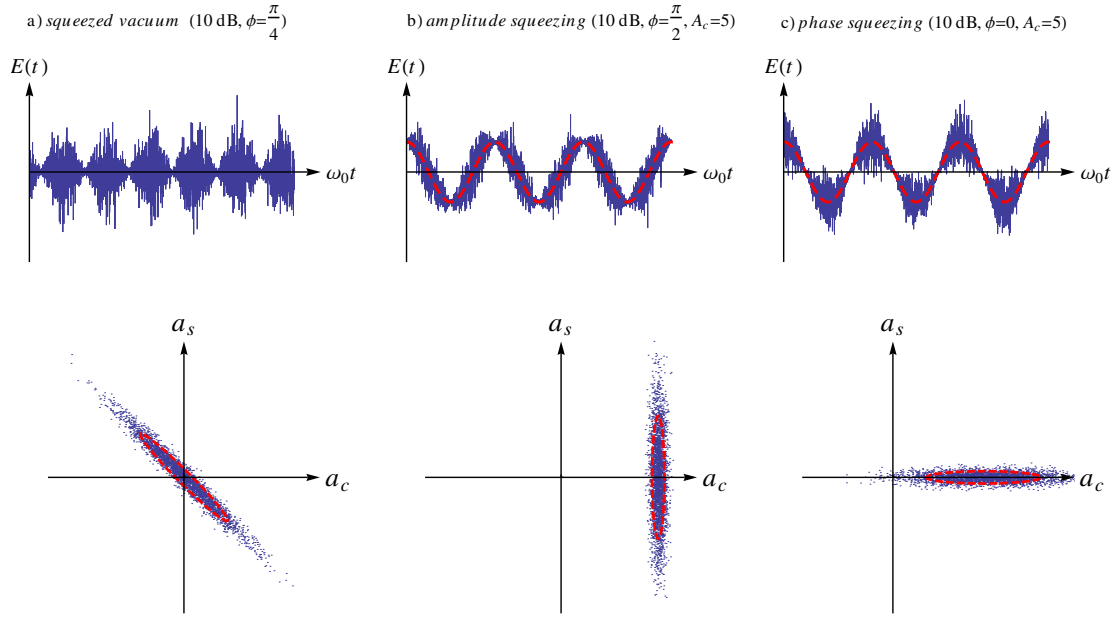 a) squeezed vacuum (10 dB, ϕ=π/4)
b) amplitude squeezing (10 dB, ϕ=π/2, A_c=5)
c) phase squeezing (10 dB, ϕ=0, A_c=5)
E(t)
ω₀t
E(t)
ω₀t
E(t)
ω₀t
a_s
a_c
a_s
a_c
a_s
a_c